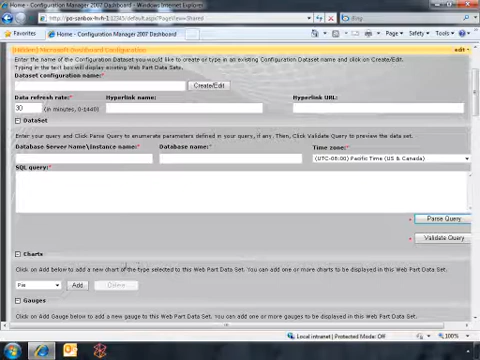 Home - Configuration Manager 2007 Dashboard - Windows Internet Explorer
Bing
Favorites
Home - Configuration Manager 2007 Dashboard
Page
Safety
Tools
[Hidden] Microsoft Dashboard Configuration
edit
Enter the name of the Configuration Dataset you would like to create or type in an existing Configuration Dataset name and click on Create/Edit.
Typing in the text box will display existing Web Part Data Sets.
Dataset configuration name:*
Create/Edit
Data refresh rate:*
Hyperlink name:
Hyperlink URL:
30
(in minutes, 0-1440)
DataSet
Enter your query and Click Parse Query to enumerate parameters defined in your query, if any. Then, Click Validate Query to preview the data set.
Database Server Name\Instance name:*
Database name:*
Time zone:*
(UTC-08:00) Pacific Time (US & Canada)
SQL query:*
Parse Query
Validate Query
Charts
Click on Add below to add a new chart of the type selected to this Web Part Data Set. You can add one or more charts to be displayed in this Web Part Data Set.
Pie
Add
Delete
Gauges
Click on Add Gauge below to add a new gauge to this Web Part Data Set. You can add one or more gauges to be displayed in this Web Part
Local intranet | Protected Mode: Off
100%